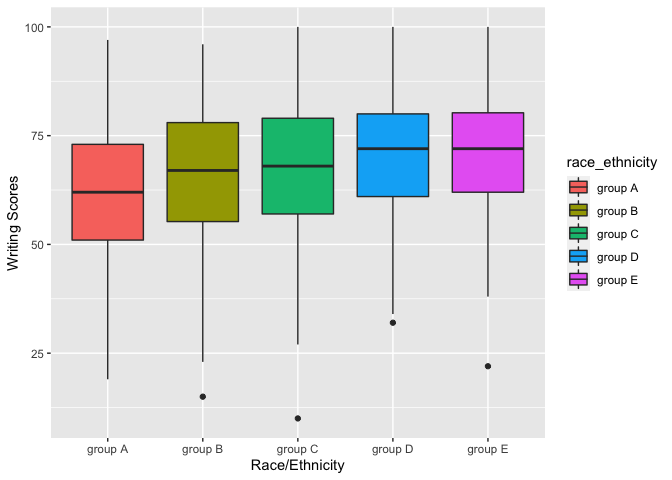 100
75
50
25
Writing Scores
group A group B group C group D group E
Race/Ethnicity
race_ethnicity
group A
group B
group C
group D
group E